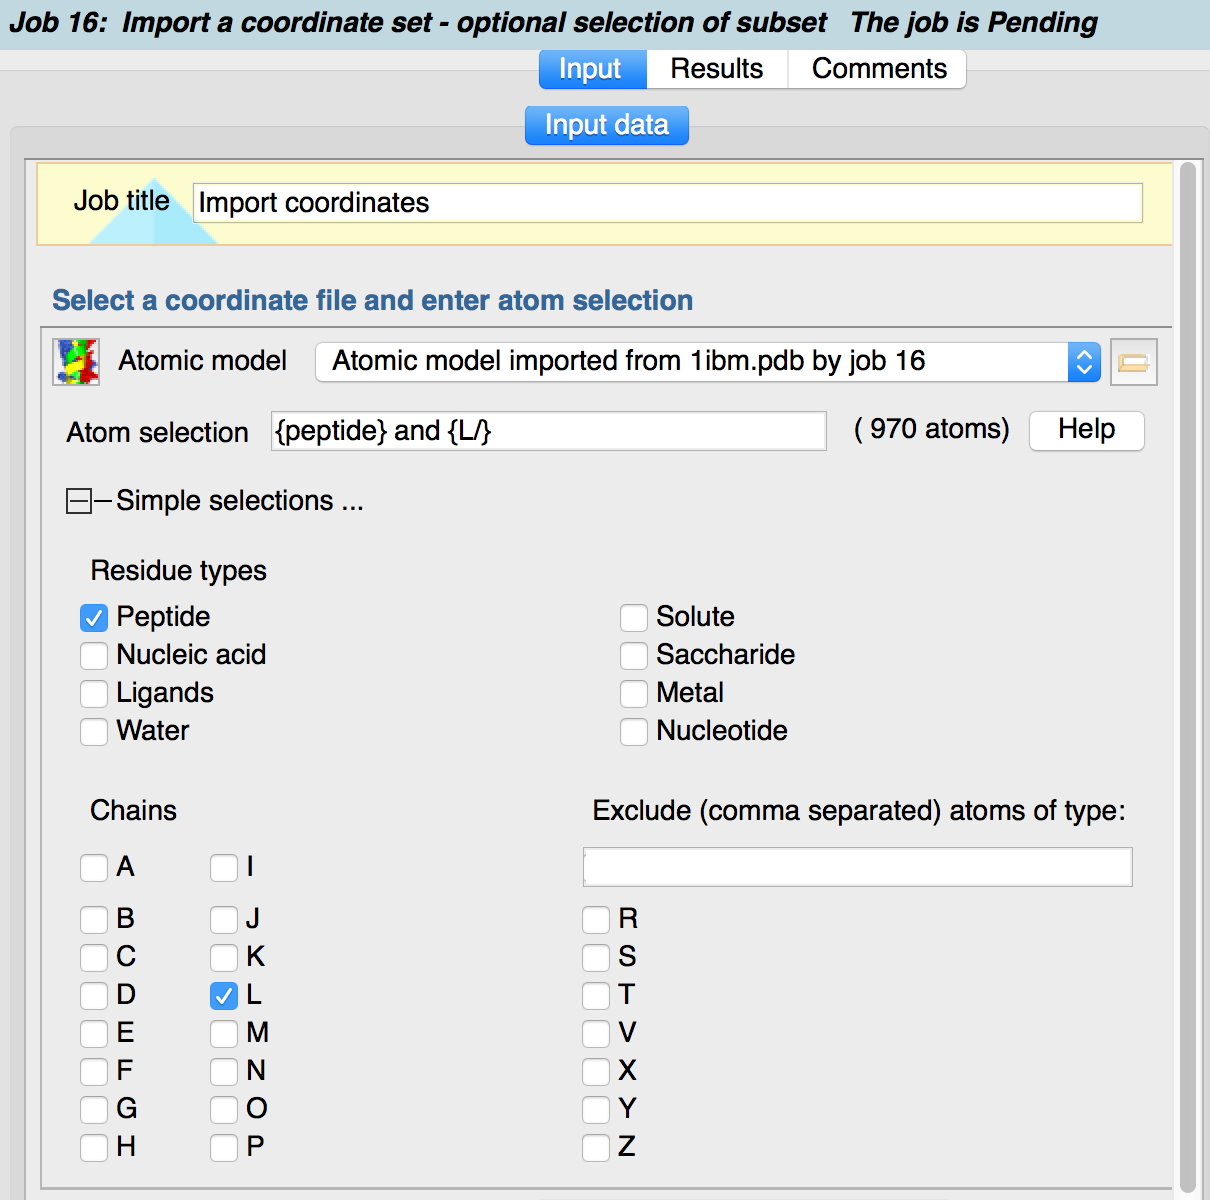 Job 16:  Import a coordinate set - optional selection of subset   The job is Pending
Input Results Comments
Input data
Job title Import coordinates
Select a coordinate file and enter atom selection
Atomic model Atomic model imported from 1ibm.pdb by job 16
Atom selection {peptide} and {L/} ( 970 atoms) Help
Simple selections ...
Residue types
Peptide Solute
Nucleic acid Saccharide
Ligands Metal
Water Nucleotide
Chains Exclude (comma separated) atoms of type:
A I
B J R
C K S
D L T
E M V
F N X
G O Y
H P Z